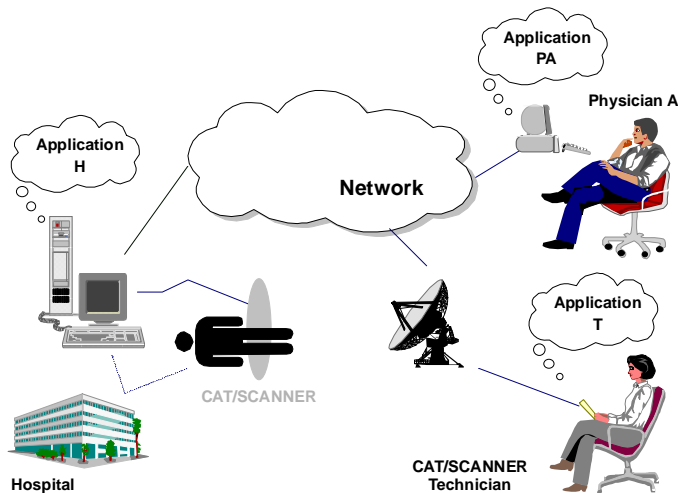 Application
PA
Physician A
Application
H
Network
Application
T
CAT/SCANNER
Hospital
CAT/SCANNER
Technician